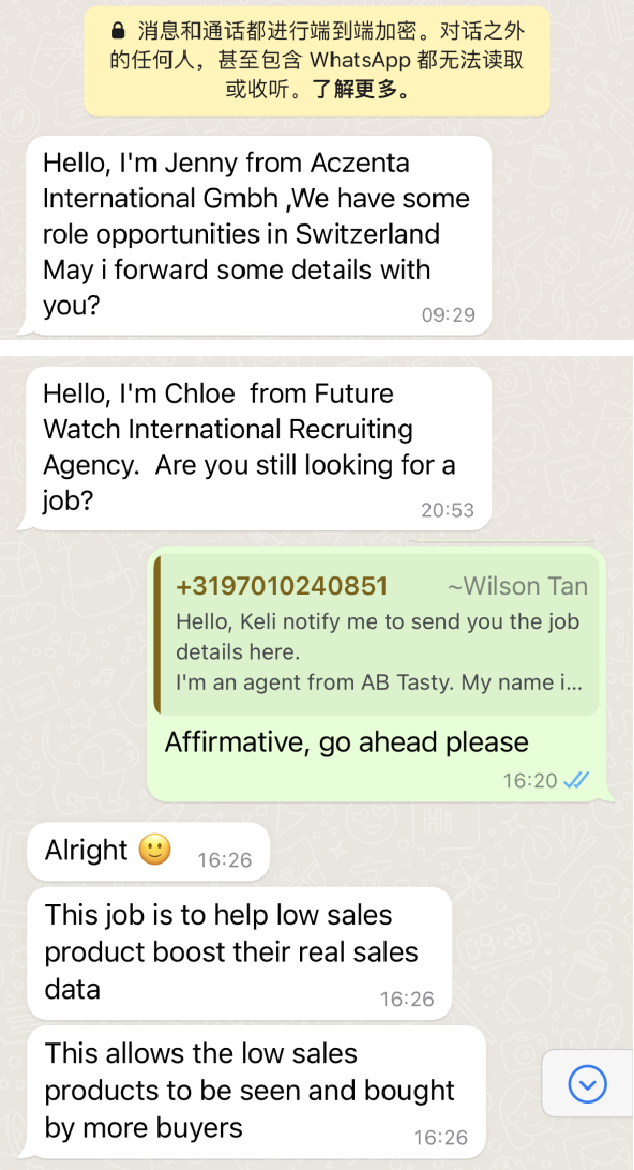 消息和通话都进行端到端加密。对话之外
的任何人，甚至包含 WhatsApp 都无法读取
或收听。了解更多。
Hello, I'm Jenny from Aczenta
International Gmbh ,We have some
role opportunities in Switzerland
May i forward some details with
you?
09:29
Hello, I'm Chloe  from Future
Watch International Recruiting
Agency.  Are you still looking for a
job?
20:53
+3197010240851 ~Wilson Tan
Hello, Keli notify me to send you the job
details here.
I'm an agent from AB Tasty. My name i...
Affirmative, go ahead please
16:20
Alright 🙂 16:26
This job is to help low sales
product boost their real sales
data
16:26
This allows the low sales
products to be seen and bought
by more buyers
16:26